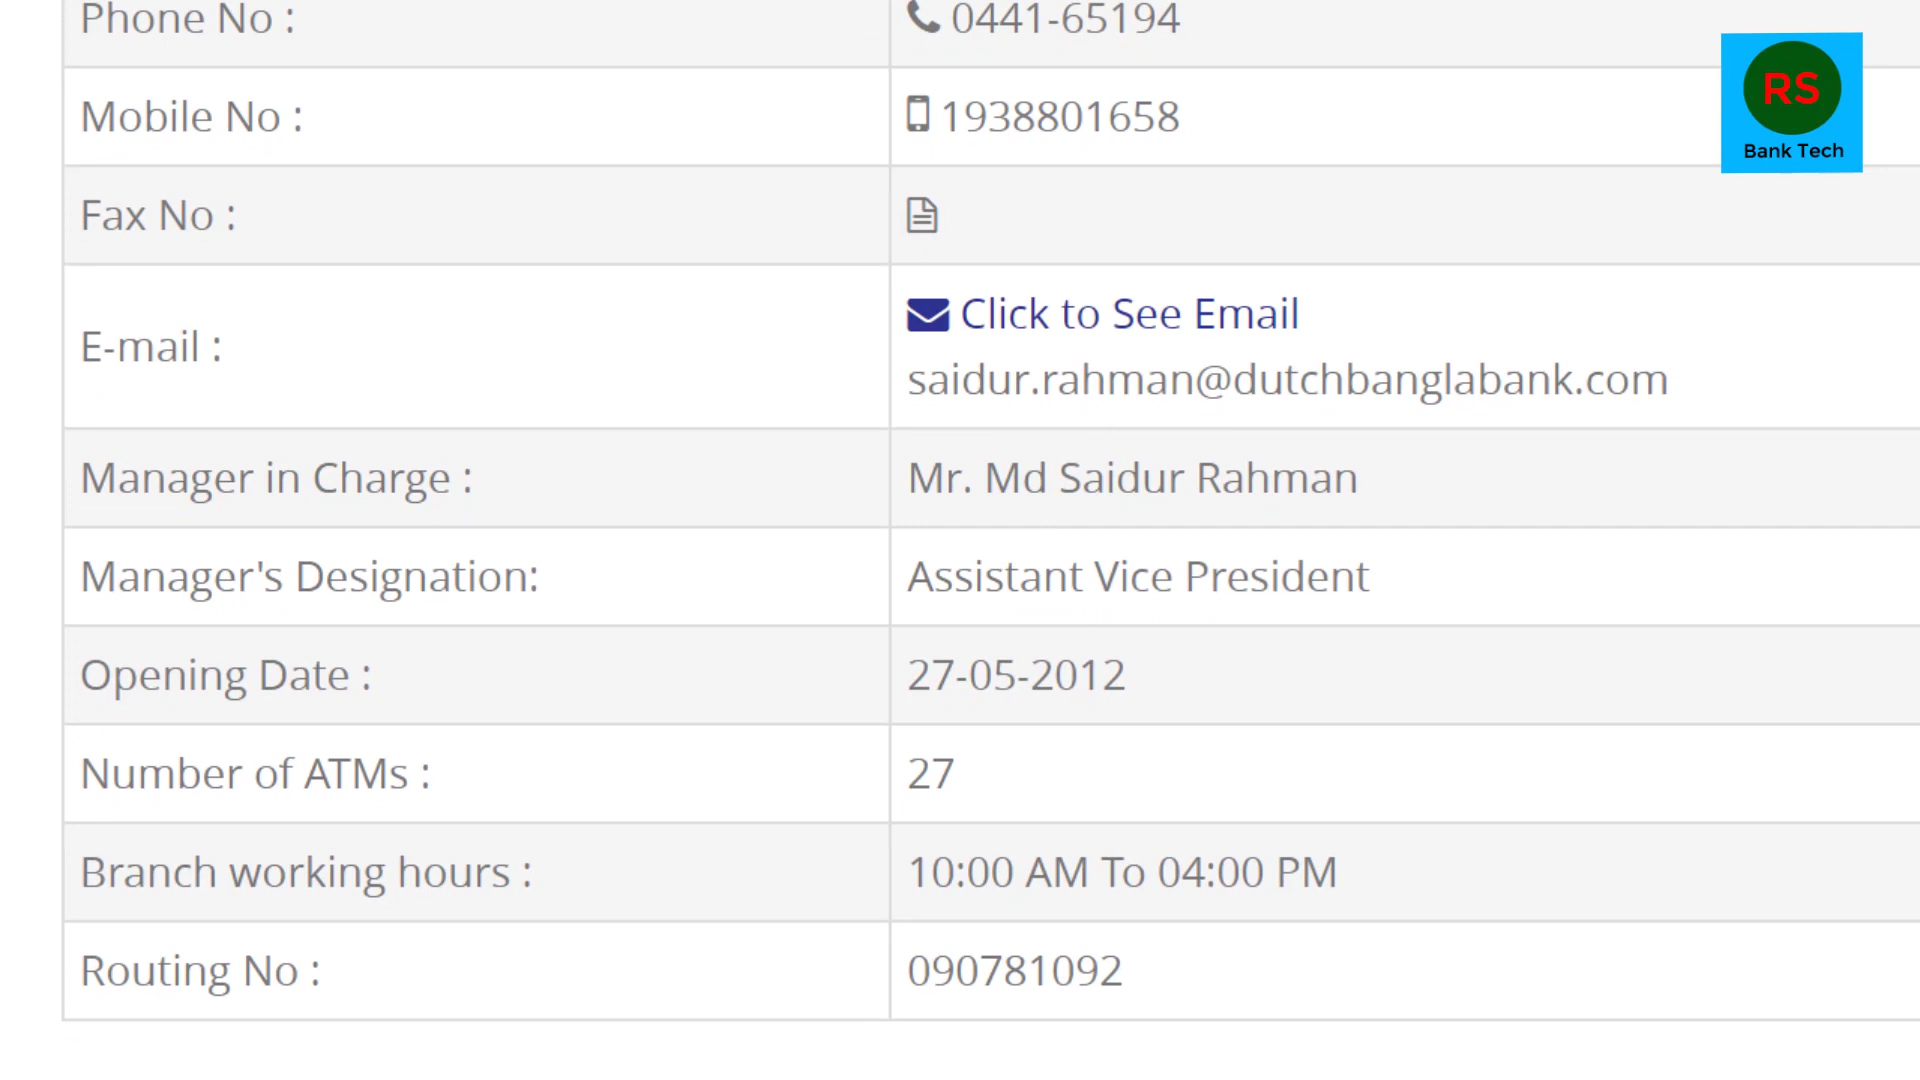 Phone No :
0441-65194
RS
Bank Tech
Mobile No :
1938801658
Fax No :
E-mail :
Click to See Email
saidur.rahman@dutchbanglabank.com
Manager in Charge :
Mr. Md Saidur Rahman
Manager's Designation:
Assistant Vice President
Opening Date :
27-05-2012
Number of ATMs :
27
Branch working hours :
10:00 AM To 04:00 PM
Routing No :
090781092